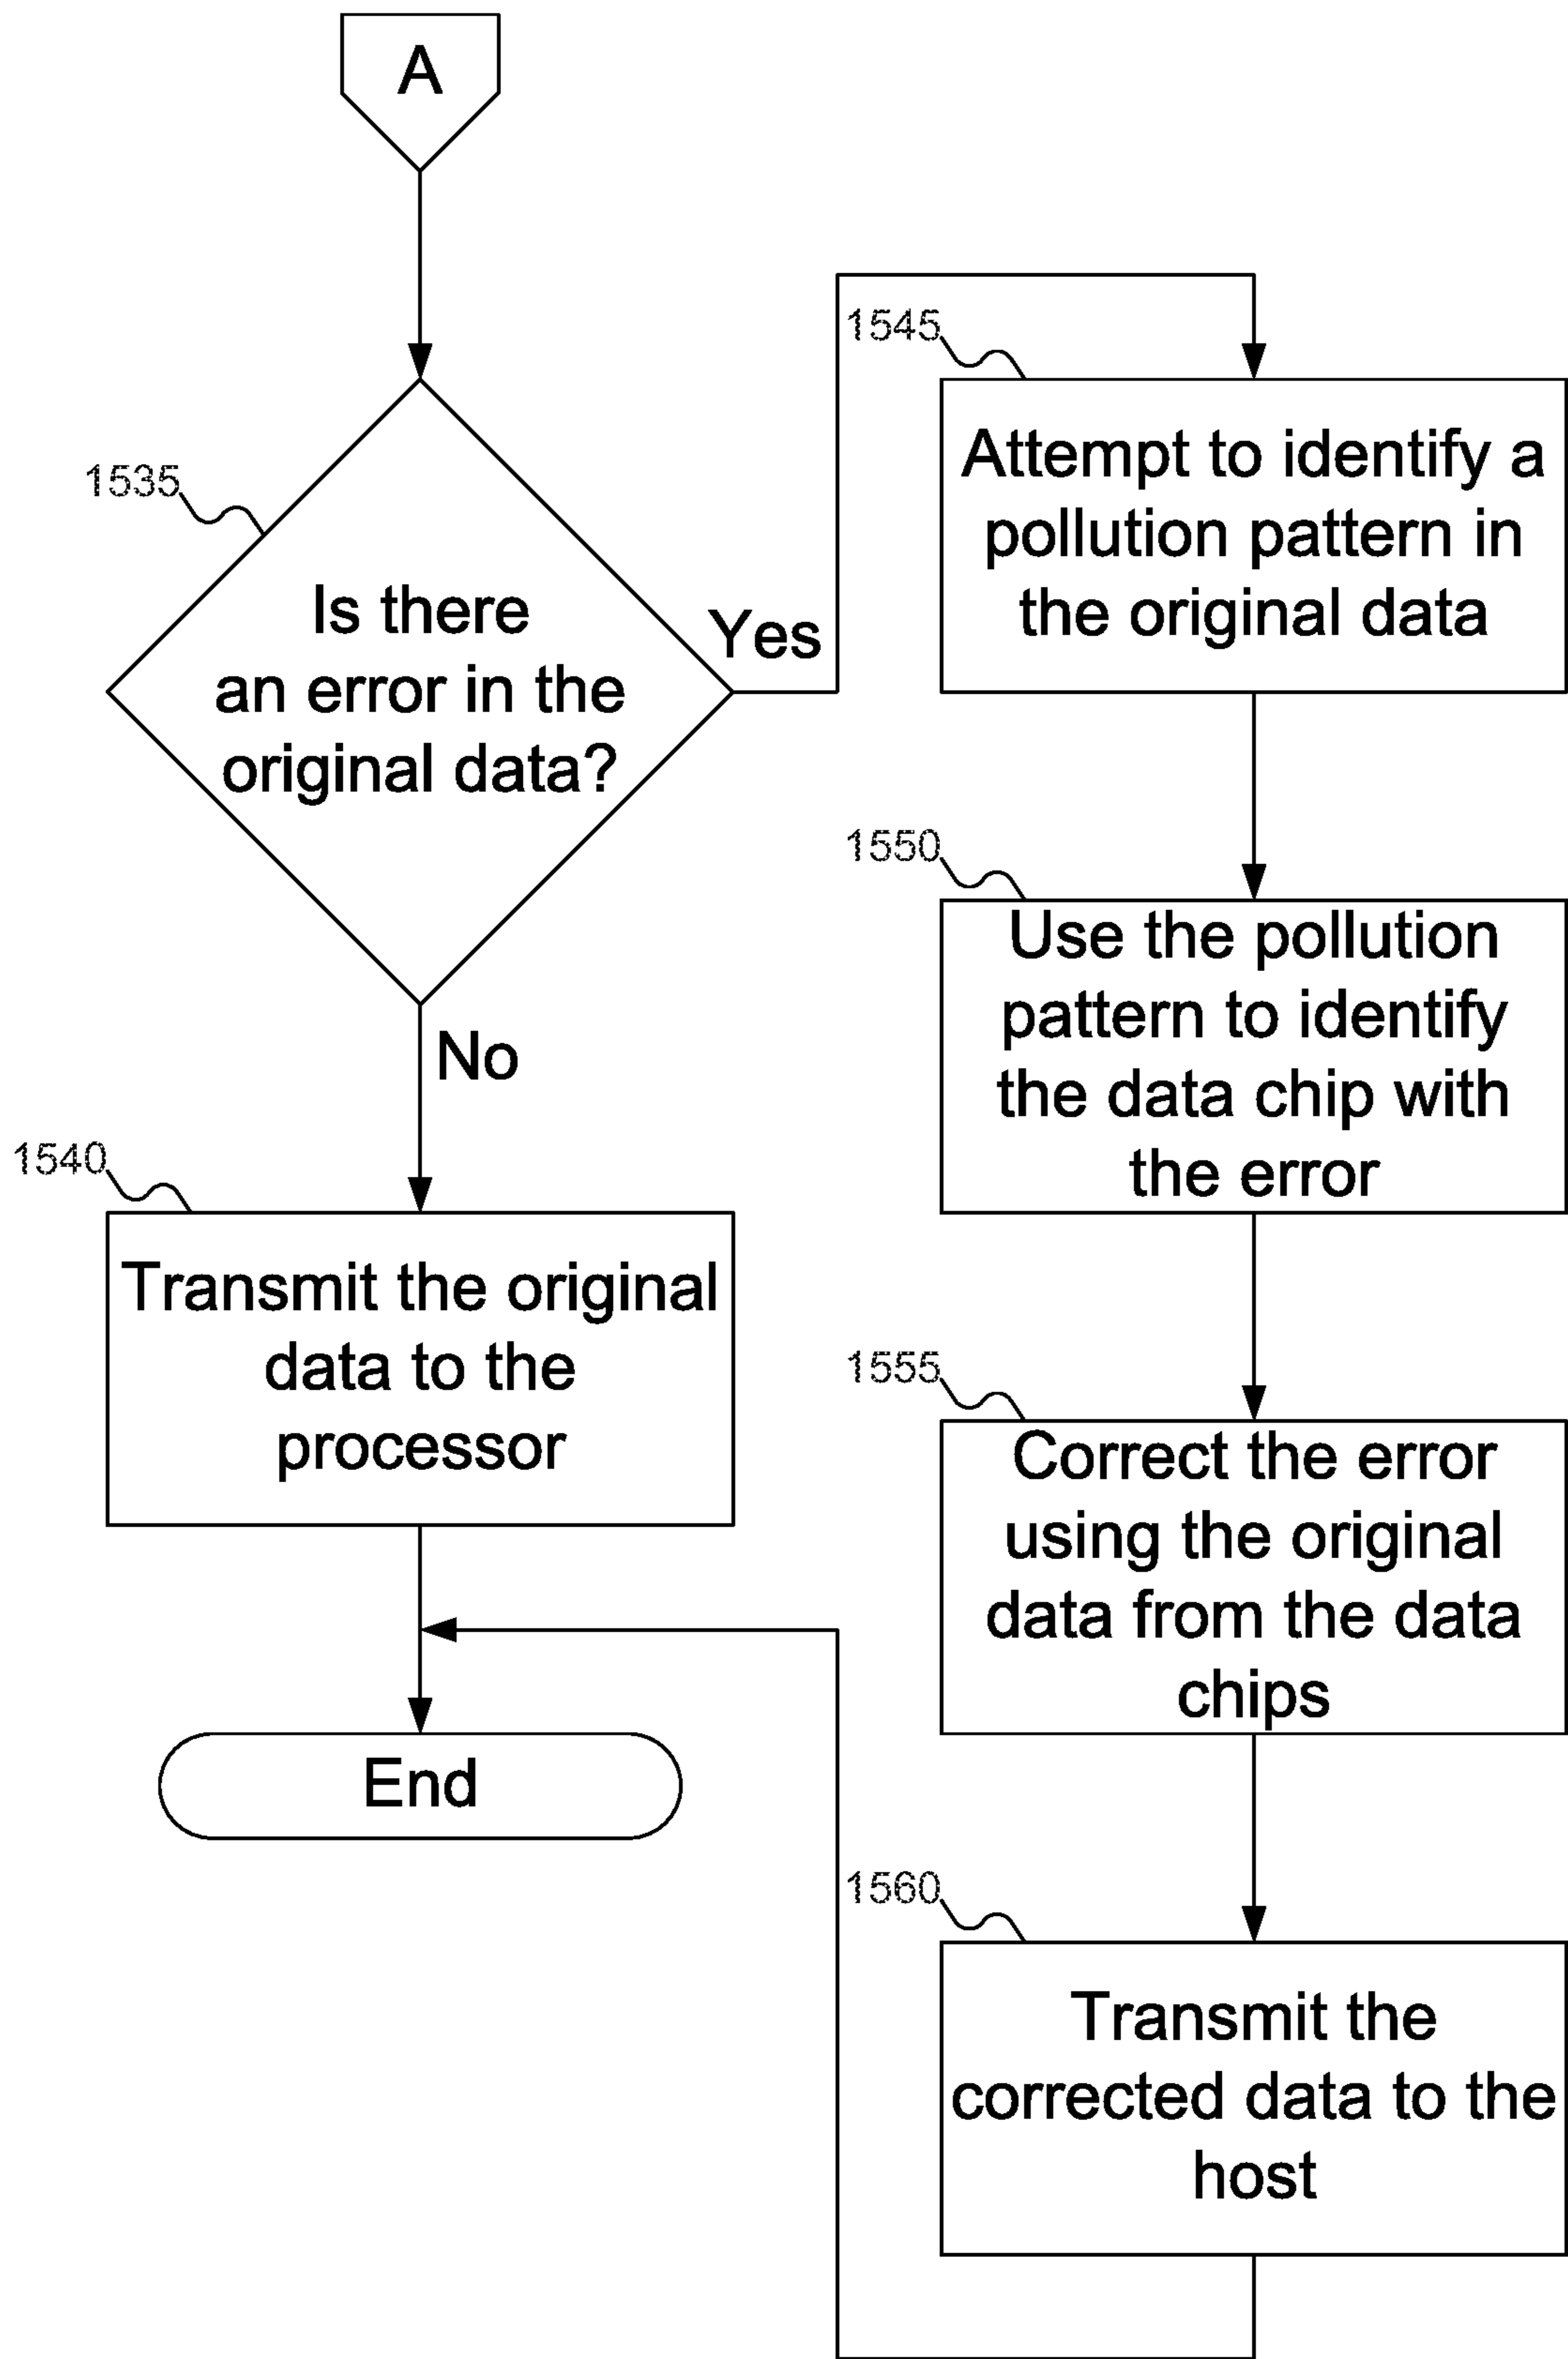 A
1535
Is there
an error in the
original data?
Yes
No
1540
Transmit the original
data to the
processor
End
1545
Attempt to identify a
pollution pattern in
the original data
1550
Use the pollution
pattern to identify
the data chip with
the error
1555
Correct the error
using the original
data from the data
chips
1560
Transmit the
corrected data to the
host